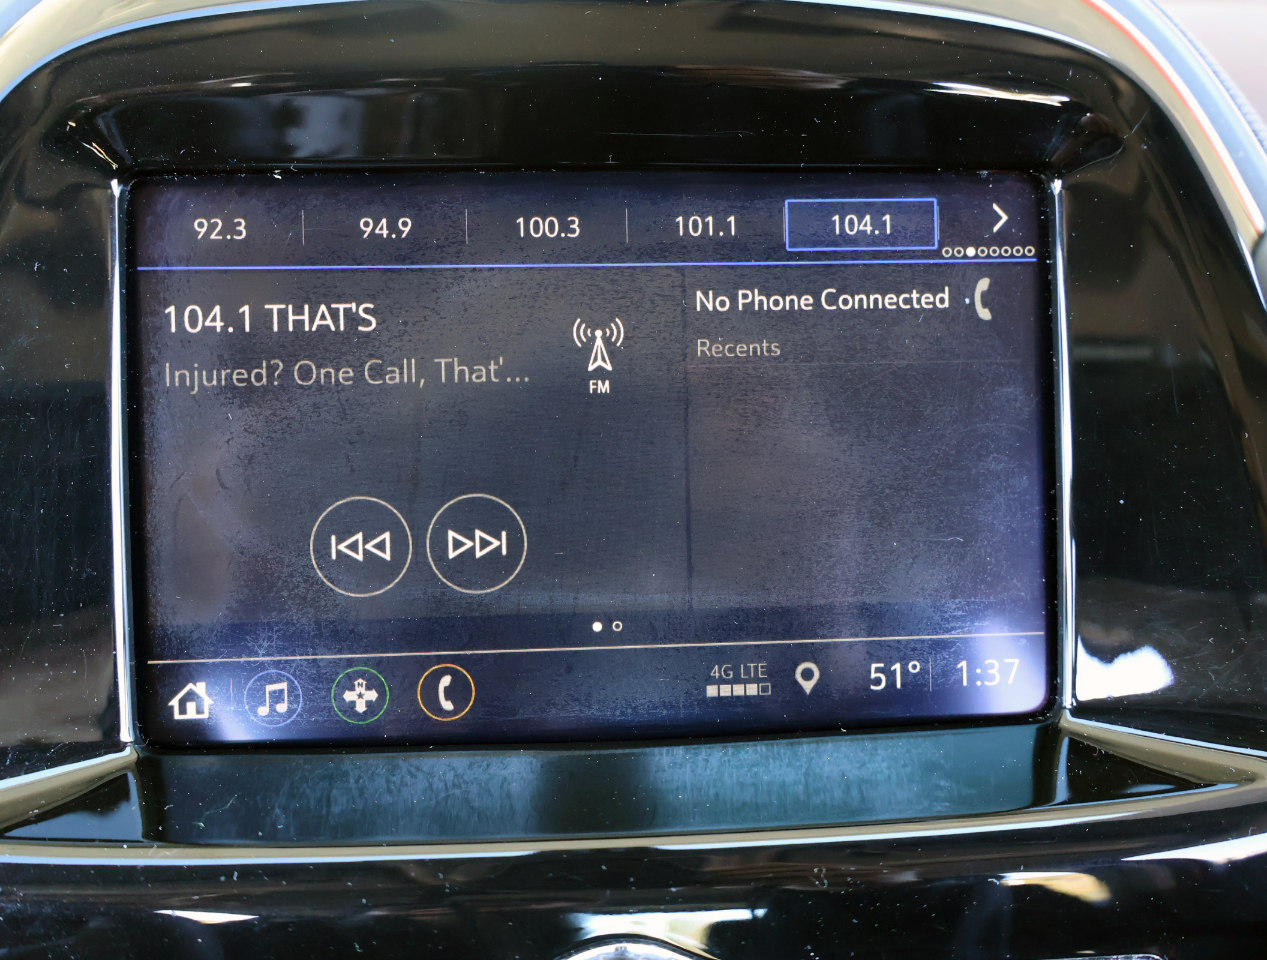 92.3 94.9 100.3 101.1 104.1
104.1 THAT'S
Injured? One Call, That'...
FM
No Phone Connected
Recents
N
4G LTE
51° 1:37